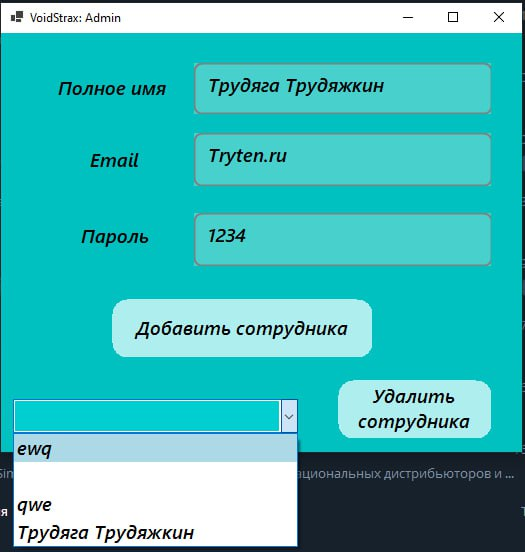 VoidStrax: Admin
Полное имя
Трудяга Трудяжкин
Email
Tryten.ru
Пароль
1234
Добавить сотрудника
Удалить
сотрудника
ewq
qwe
Трудяга Трудяжкин
дистрибьюторов и ...